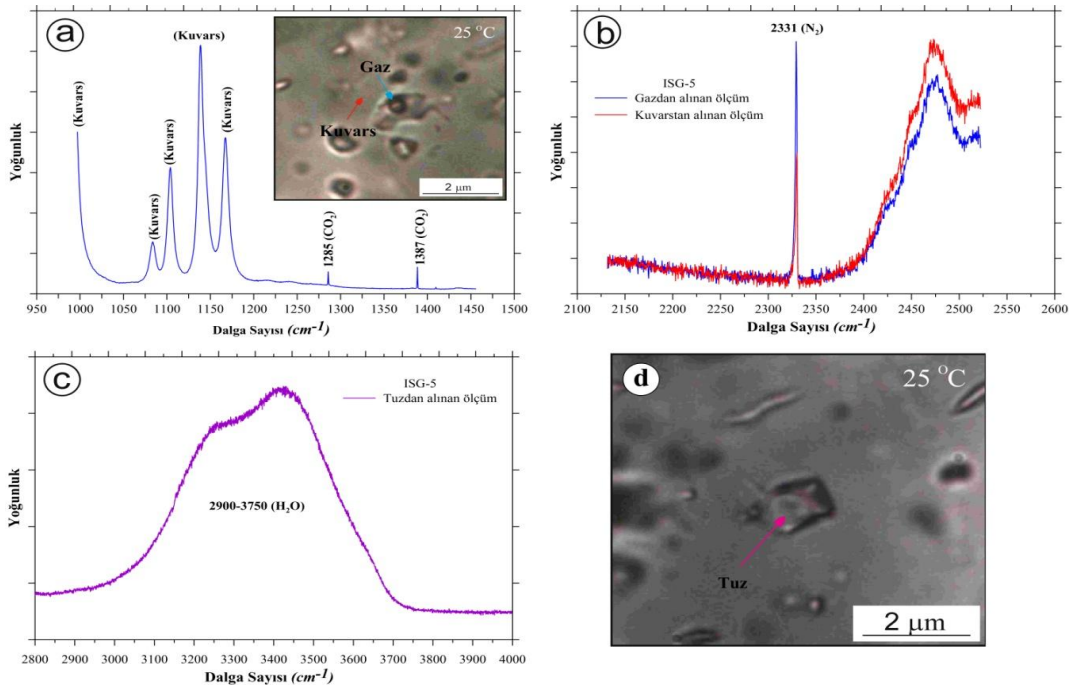 a
25 °C
(Kuvars)
(Kuvars)
(Kuvars)
(Kuvars)
(Kuvars)
Gaz
Kuvars
2 µm
1285 (CO₂)
1387 (CO₂)
Yoğunluk
950 1000 1050 1100 1150 1200 1250 1300 1350 1400 1450 1500
Dalga Sayısı (cm⁻¹)
b
2331 (N₂)
ISG-5
Gazdan alınan ölçüm
Kuvarstan alınan ölçüm
Yoğunluk
2100 2150 2200 2250 2300 2350 2400 2450 2500 2550 2600
Dalga Sayısı (cm⁻¹)
c
ISG-5
Tuzdan alınan ölçüm
2900-3750 (H₂O)
Yoğunluk
2800 2900 3000 3100 3200 3300 3400 3500 3600 3700 3800 3900 4000
Dalga Sayısı (cm⁻¹)
d
25 °C
Tuz
2 µm